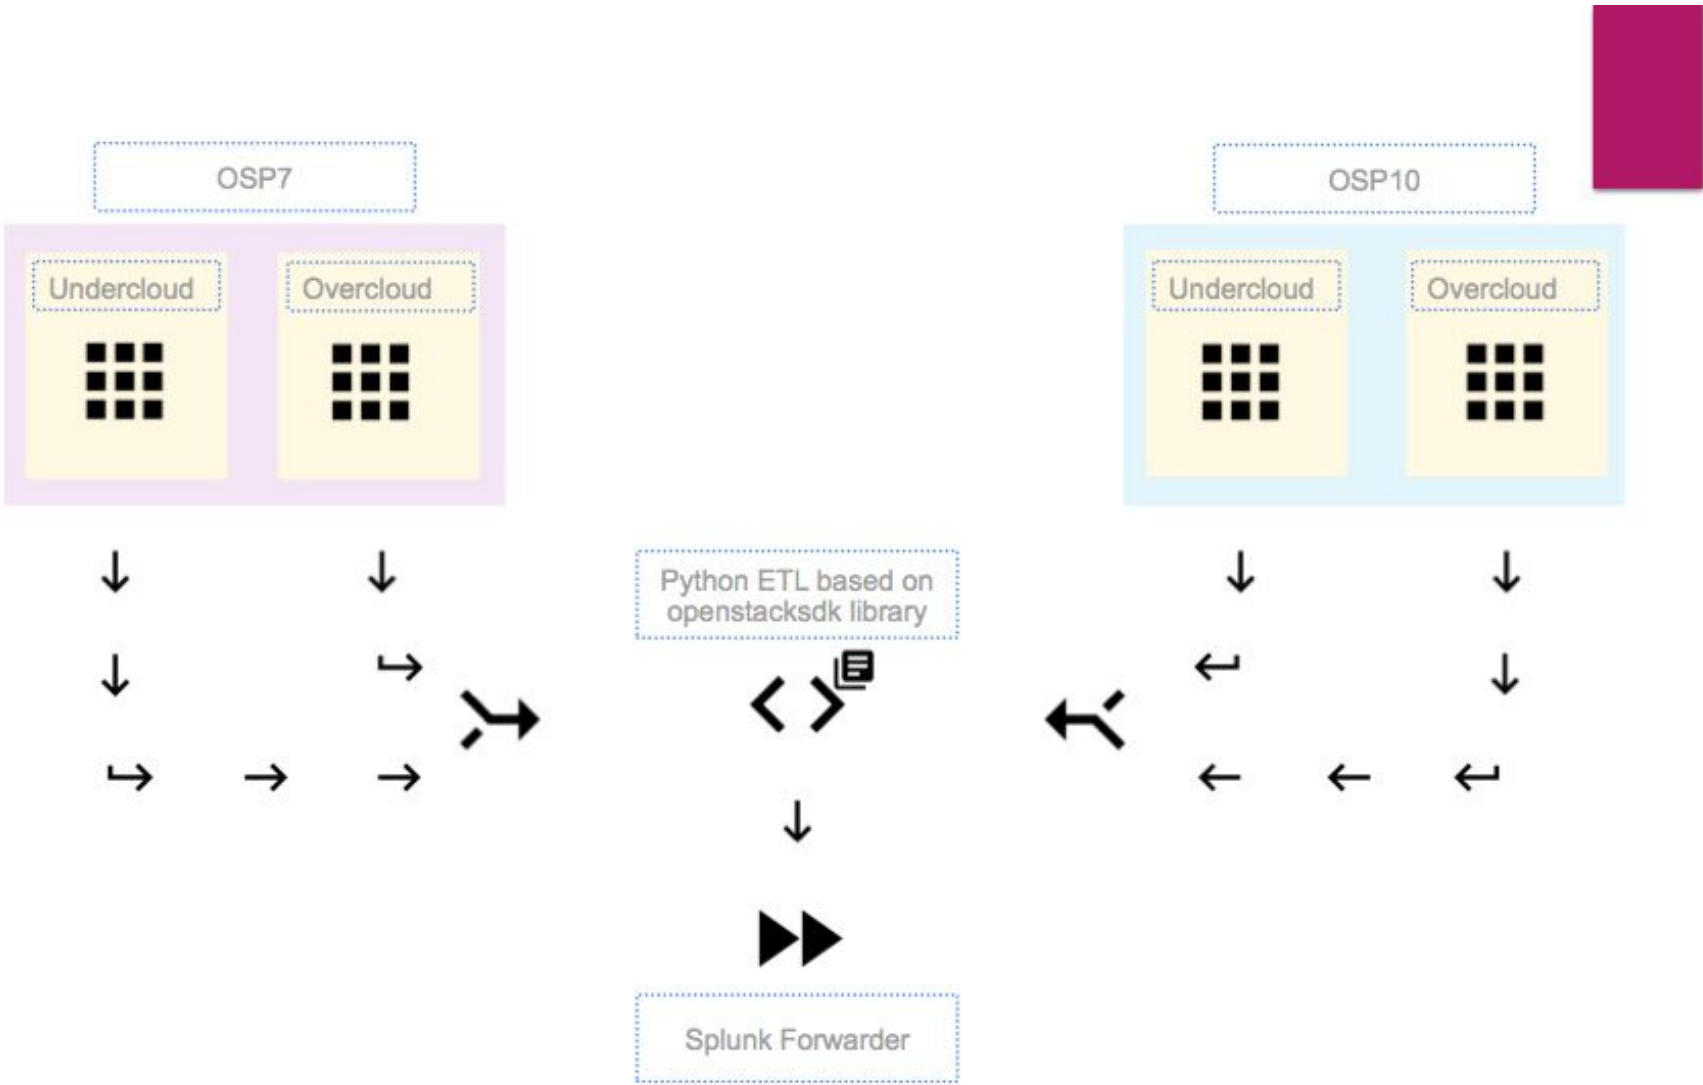 OSP7
OSP10
Undercloud
Overcloud
Undercloud
Overcloud
Python ETL based on
openstacksdk library
Splunk Forwarder